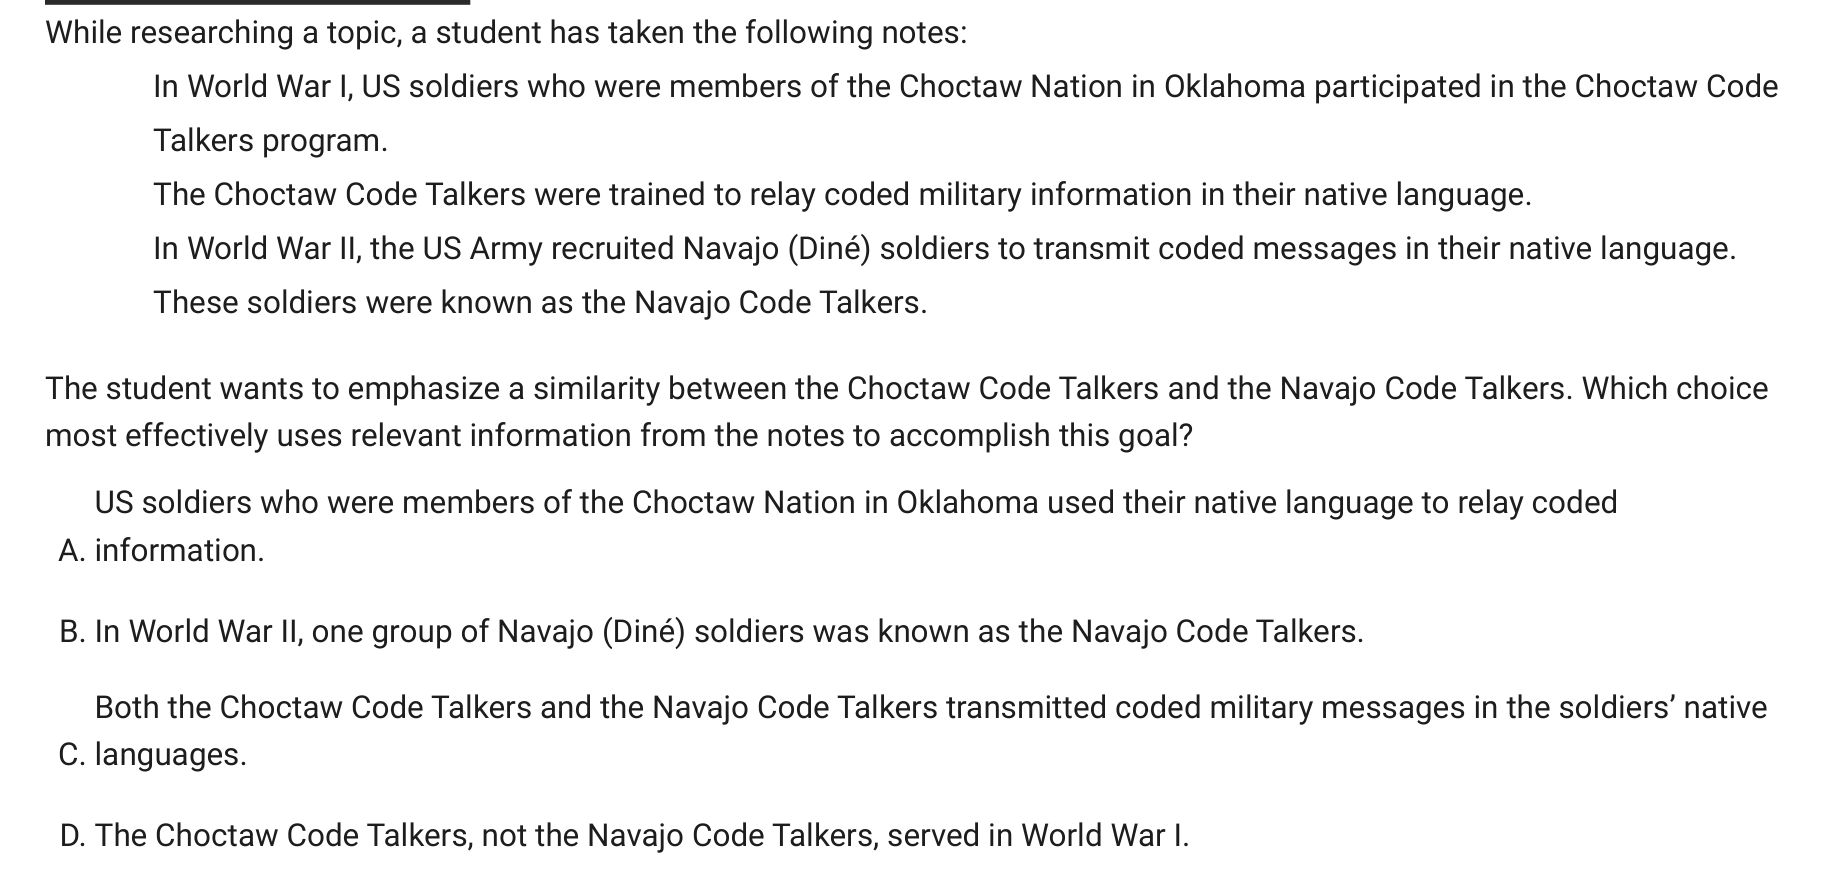 While researching a topic, a student has taken the following notes:
In World War I, US soldiers who were members of the Choctaw Nation in Oklahoma participated in the Choctaw Code
Talkers program.
The Choctaw Code Talkers were trained to relay coded military information in their native language.
In World War II, the US Army recruited Navajo (Diné) soldiers to transmit coded messages in their native language.
These soldiers were known as the Navajo Code Talkers.
The student wants to emphasize a similarity between the Choctaw Code Talkers and the Navajo Code Talkers. Which choice
most effectively uses relevant information from the notes to accomplish this goal?
US soldiers who were members of the Choctaw Nation in Oklahoma used their native language to relay coded
A. information.
B. In World War II, one group of Navajo (Diné) soldiers was known as the Navajo Code Talkers.
Both the Choctaw Code Talkers and the Navajo Code Talkers transmitted coded military messages in the soldiers’ native
C. languages.
D. The Choctaw Code Talkers, not the Navajo Code Talkers, served in World War I.